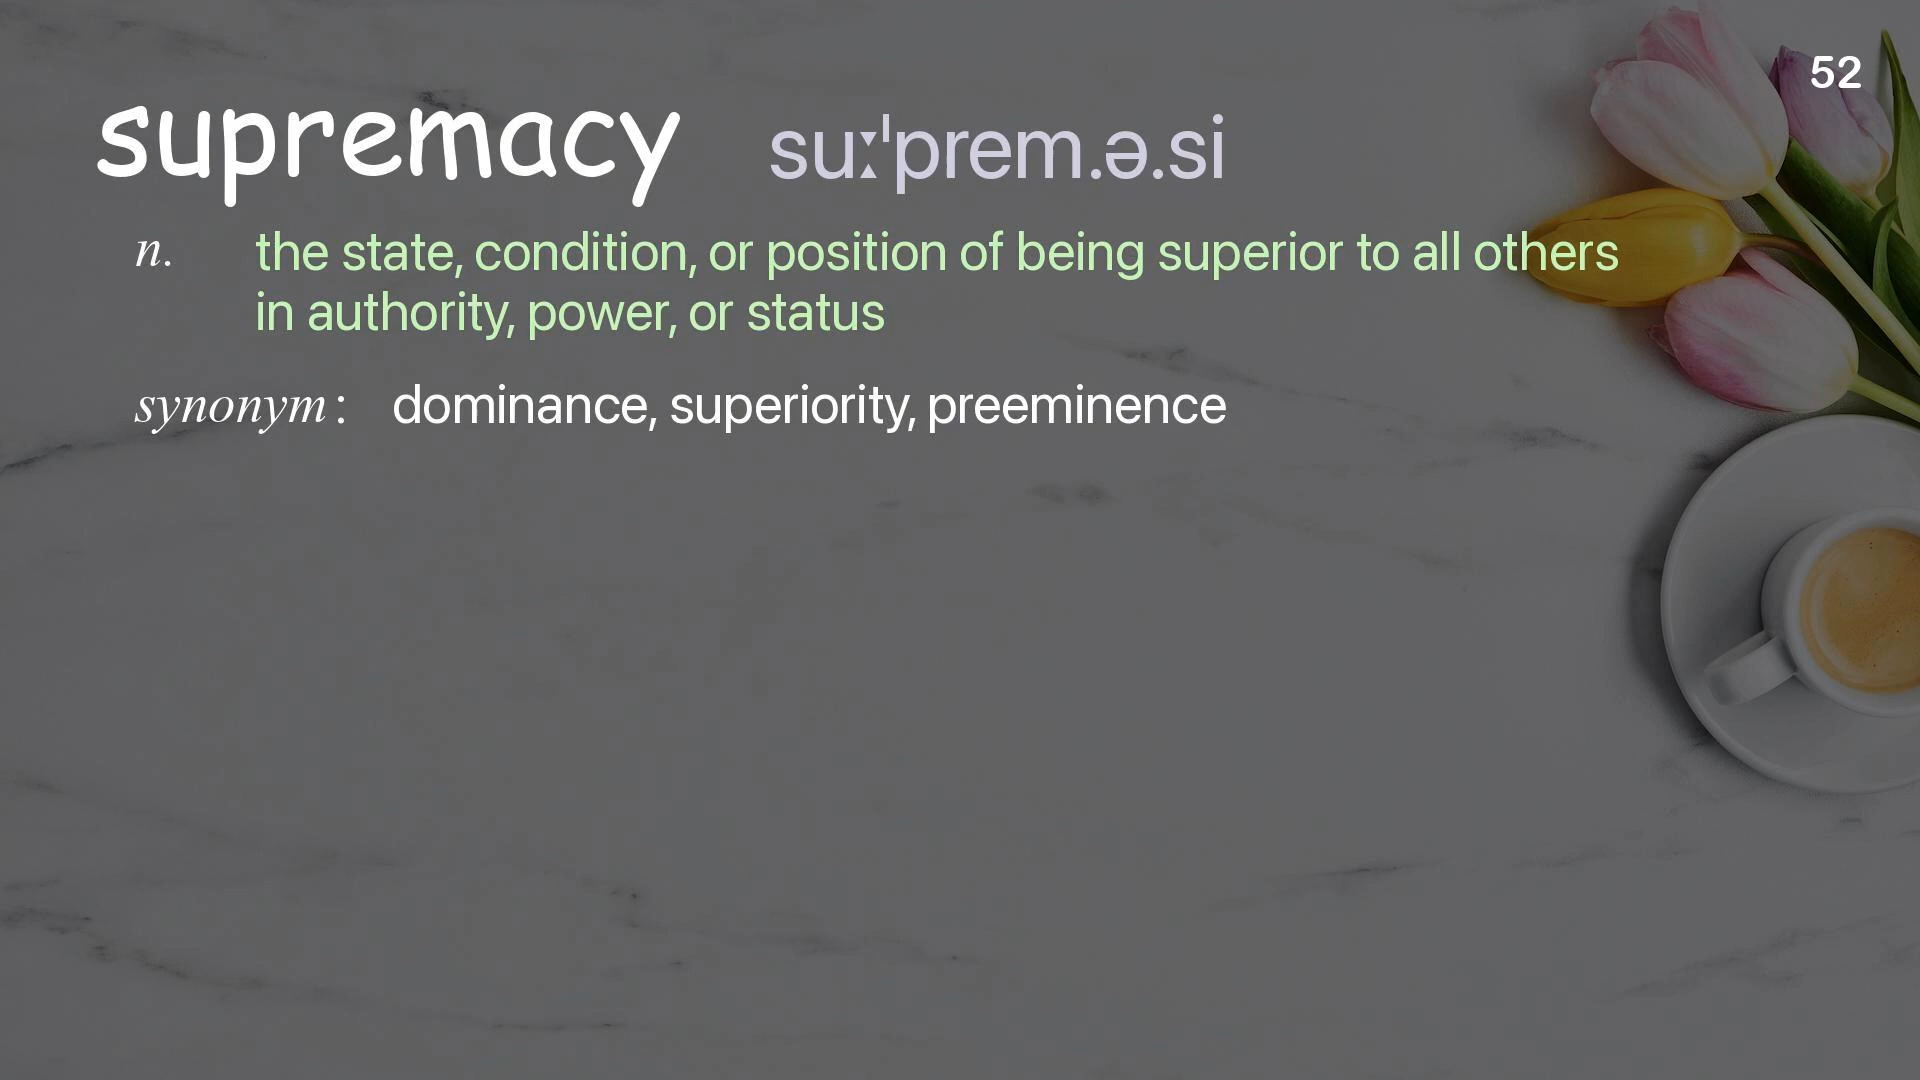 52
supremacy suːˈprem.ə.si
n. the state, condition, or position of being superior to all others
in authority, power, or status
synonym: dominance, superiority, preeminence